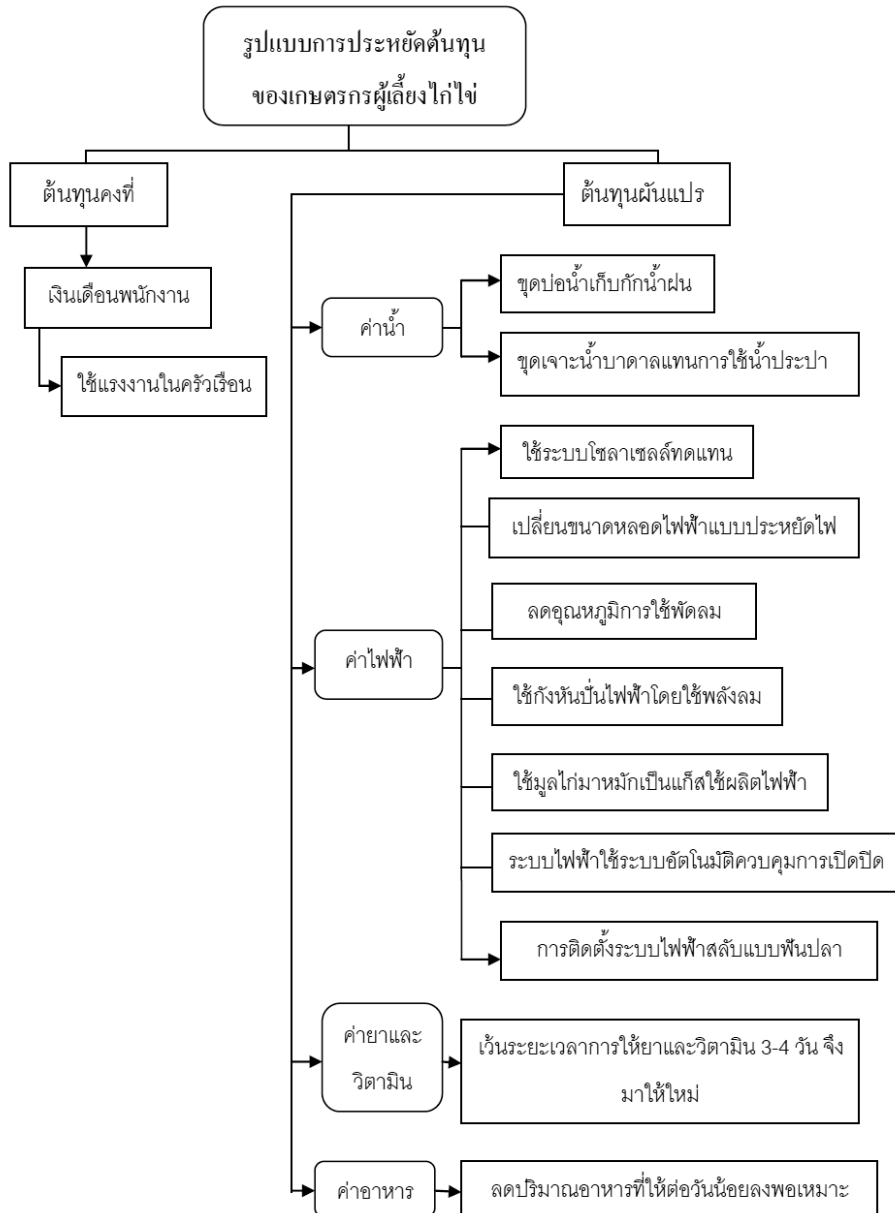 รูปแบบการประหยัดต้นทุน
ของเกษตรกรผู้เลี้ยงไก่ไข่
ต้นทุนคงที่
ต้นทุนผันแปร
เงินเดือนพนักงาน
ใช้แรงงานในครัวเรือน
ค่าน้ำ
ขุดบ่อน้ำเก็บกักน้ำฝน
ขุดเจาะน้ำบาดาลแทนการใช้น้ำประปา
ค่าไฟฟ้า
ใช้ระบบโซลาเซลล์ทดแทน
เปลี่ยนขนาดหลอดไฟฟ้าแบบประหยัดไฟ
ลดอุณหภูมิการใช้พัดลม
ใช้กังหันปั่นไฟฟ้าโดยใช้พลังลม
ใช้มูลไก่มาหมักเป็นแก็สใช้ผลิตไฟฟ้า
ระบบไฟฟ้าใช้ระบบอัตโนมัติควบคุมการเปิดปิด
การติดตั้งระบบไฟฟ้าสลับแบบฟันปลา
ค่ายาและ
วิตามิน
เว้นระยะเวลาการให้ยาและวิตามิน 3-4 วัน จึง
มาให้ใหม่
ค่าอาหาร
ลดปริมาณอาหารที่ให้ต่อวันน้อยลงพอเหมาะ